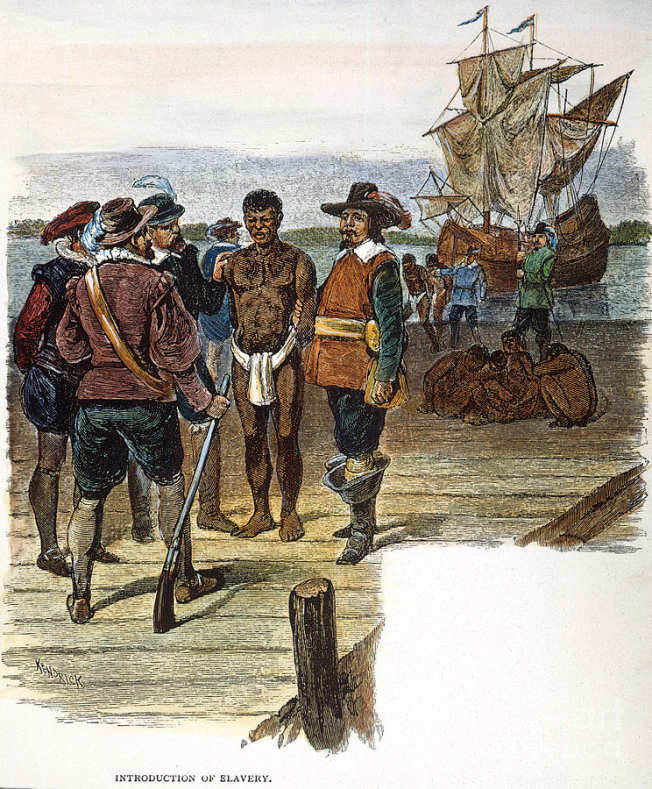 KENDRICK
INTRODUCTION OF SLAVERY.